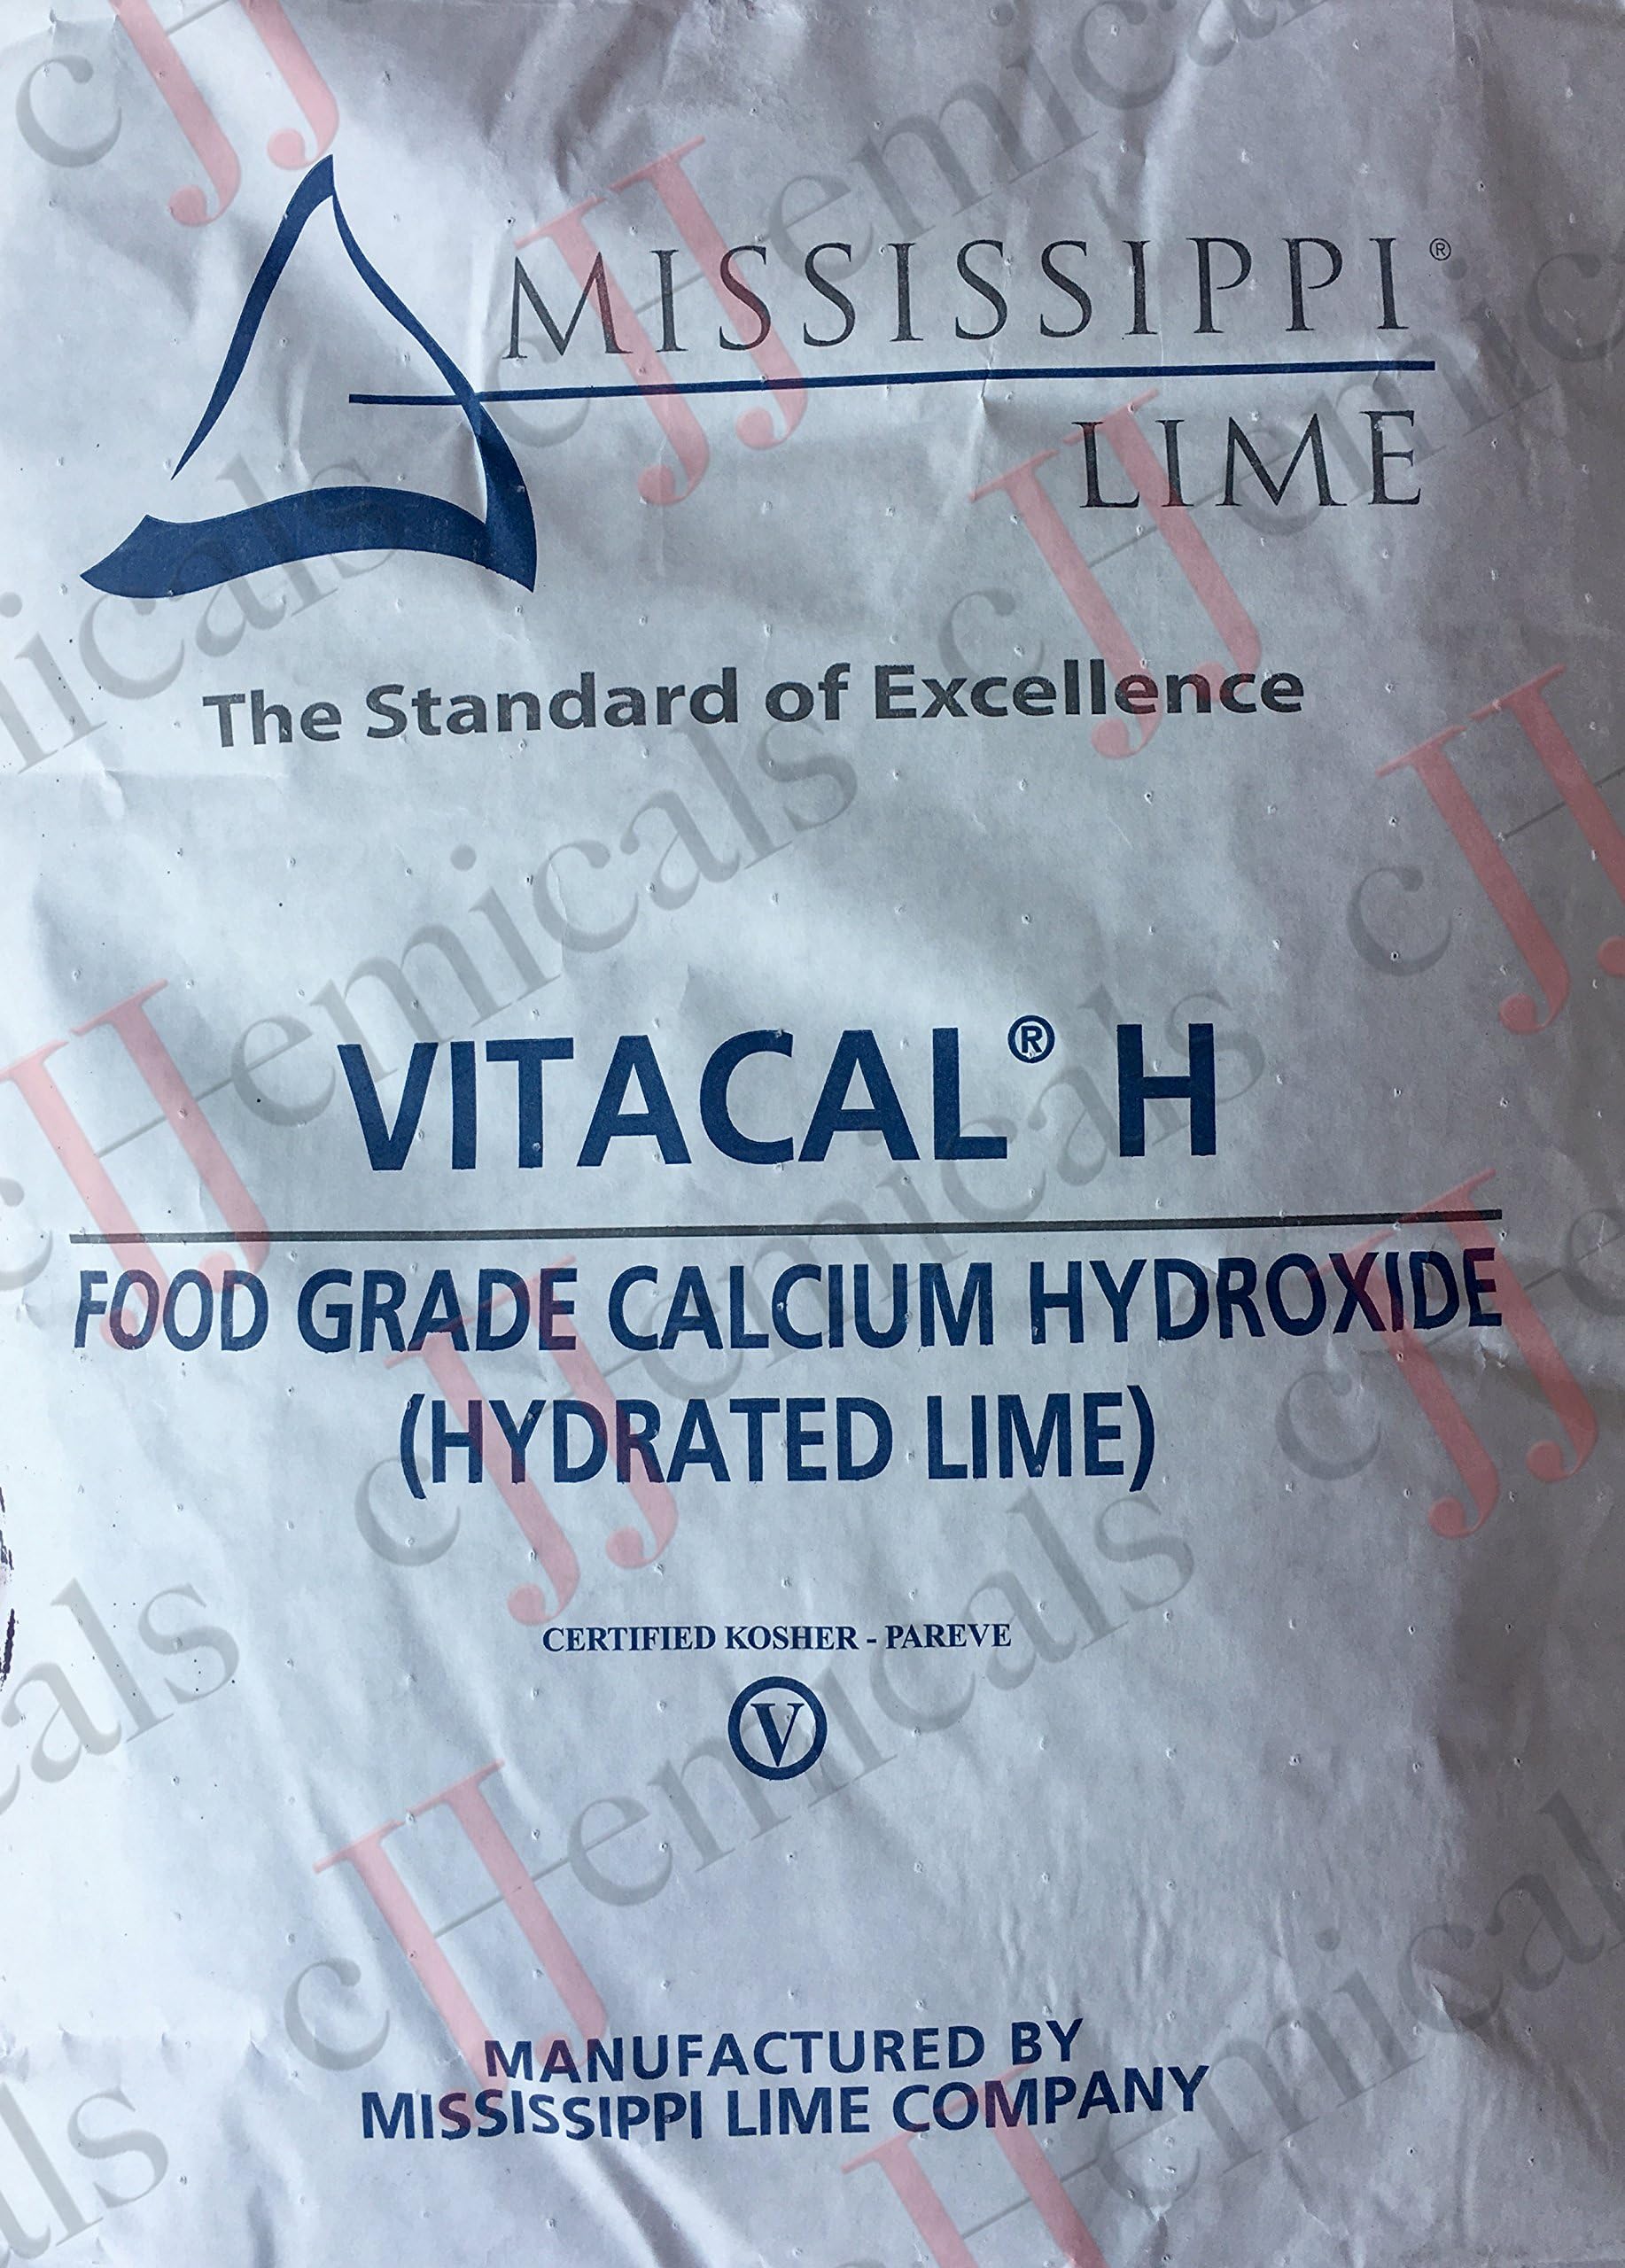 MISSISSIPPI®
LIME
The Standard of Excellence
VITACAL® H
FOOD GRADE CALCIUM HYDROXIDE
(HYDRATED LIME)
CERTIFIED KOSHER - PAREVE
V
MANUFACTURED BY
MISSISSIPPI LIME COMPANY
cJJHemicals